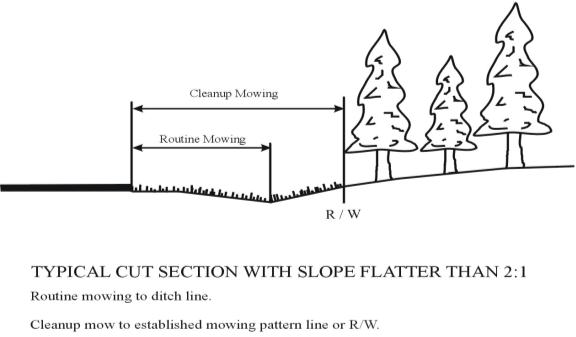 Cleanup Mowing
Routine Mowing
R / W
TYPICAL CUT SECTION WITH SLOPE FLATTER THAN 2:1
Routine mowing to ditch line.
Cleanup mow to established mowing pattern line or R/W.